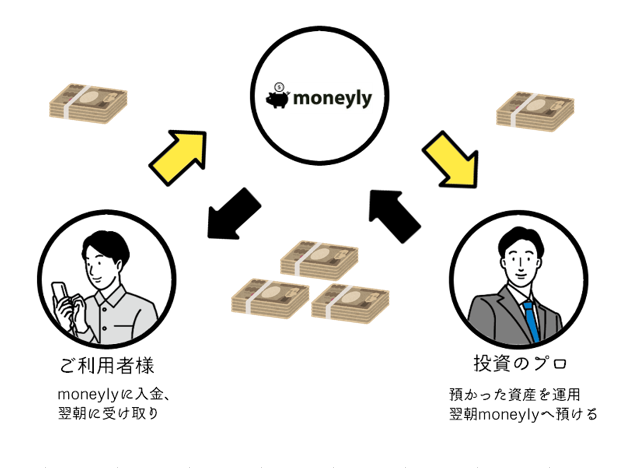 moneyly
ご利用者様
moneylyに入金、
翌朝に受け取り
投資のプロ
預かった資産を運用
翌朝moneylyへ預ける